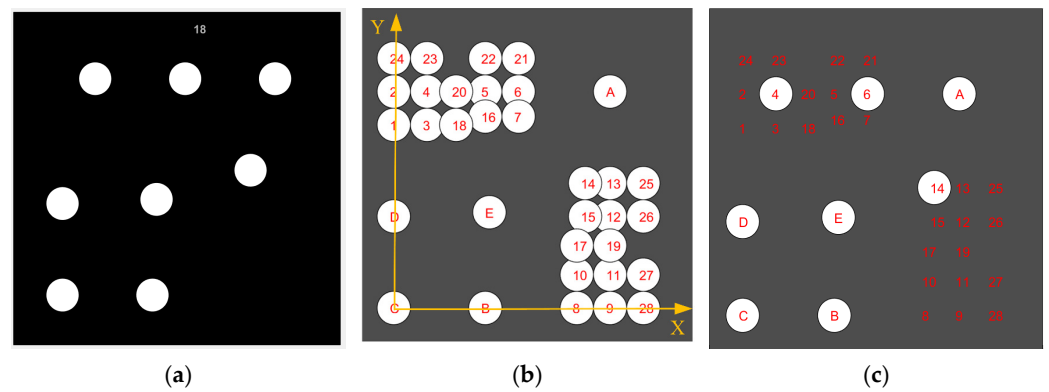 18
Y
24 23 22 21
2 4 20 5 6 A
1 3 18 16 7
14 13 25
D E 15 12 26
17 19
10 11 27
C B 8 9 28
X
24 23 22 21
2 4 20 5 6 A
1 3 18 16 7
14 13 25
D E 15 12 26
17 19
10 11 27
C B 8 9 28
(a) (b) (c)